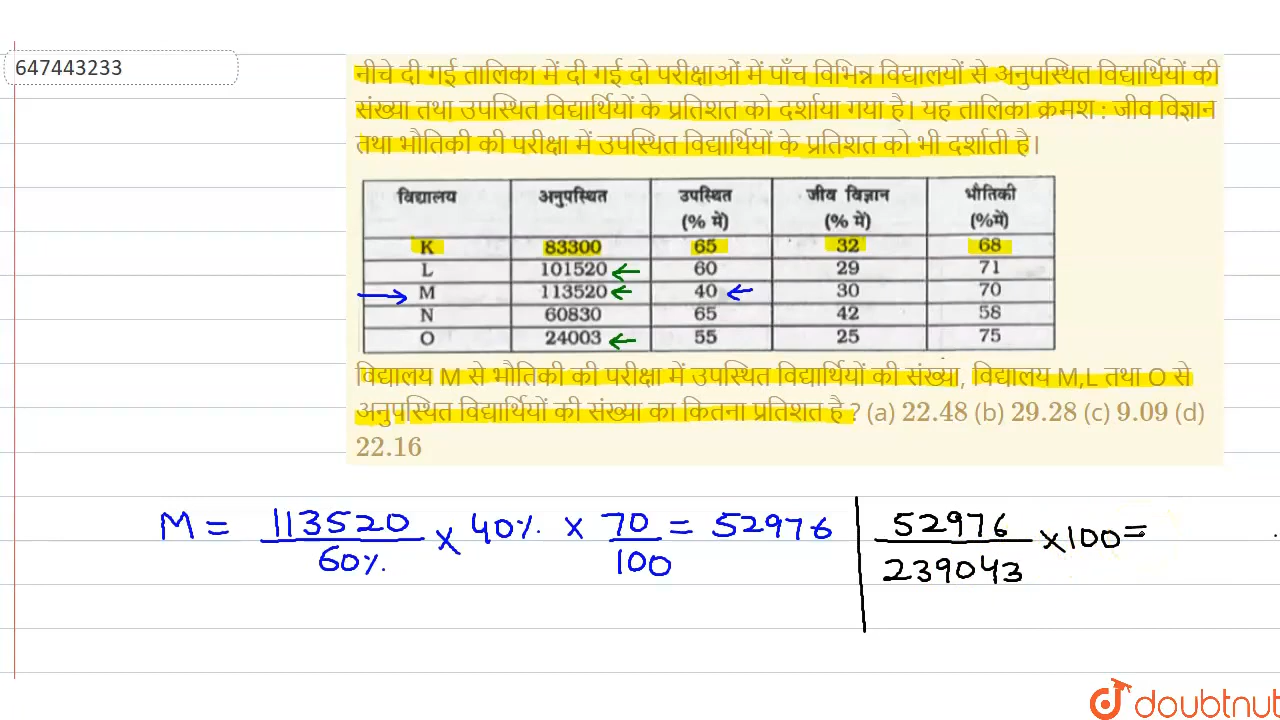 647443233
नीचे दी गई तालिका में दी गई दो परीक्षाओं में पाँच विभिन्न विद्यालयों से अनुपस्थित विद्यार्थियों की
संख्या तथा उपस्थित विद्यार्थियों के प्रतिशत को दर्शाया गया है। यह तालिका क्रमश : जीव विज्ञान
तथा भौतिकी की परीक्षा में उपस्थित विद्यार्थियों के प्रतिशत को भी दर्शाती है।
विद्यालय अनुपस्थित उपस्थित (% में) जीव विज्ञान (% में) भौतिकी (%में)
K 83300 65 32 68
L 101520 60 29 71
M 113520 40 30 70
N 60830 65 42 58
O 24003 55 25 75
विद्यालय M से भौतिकी की परीक्षा में उपस्थित विद्यार्थियों की संख्या, विद्यालय M,L तथा O से
अनुपस्थित विद्यार्थियों की संख्या का कितना प्रतिशत है ? (a) 22.48 (b) 29.28 (c) 9.09 (d)
22.16
M = 113520 / 60% × 40% × 70 / 100 = 52976
52976 / 239043 × 100 =
doubtnut